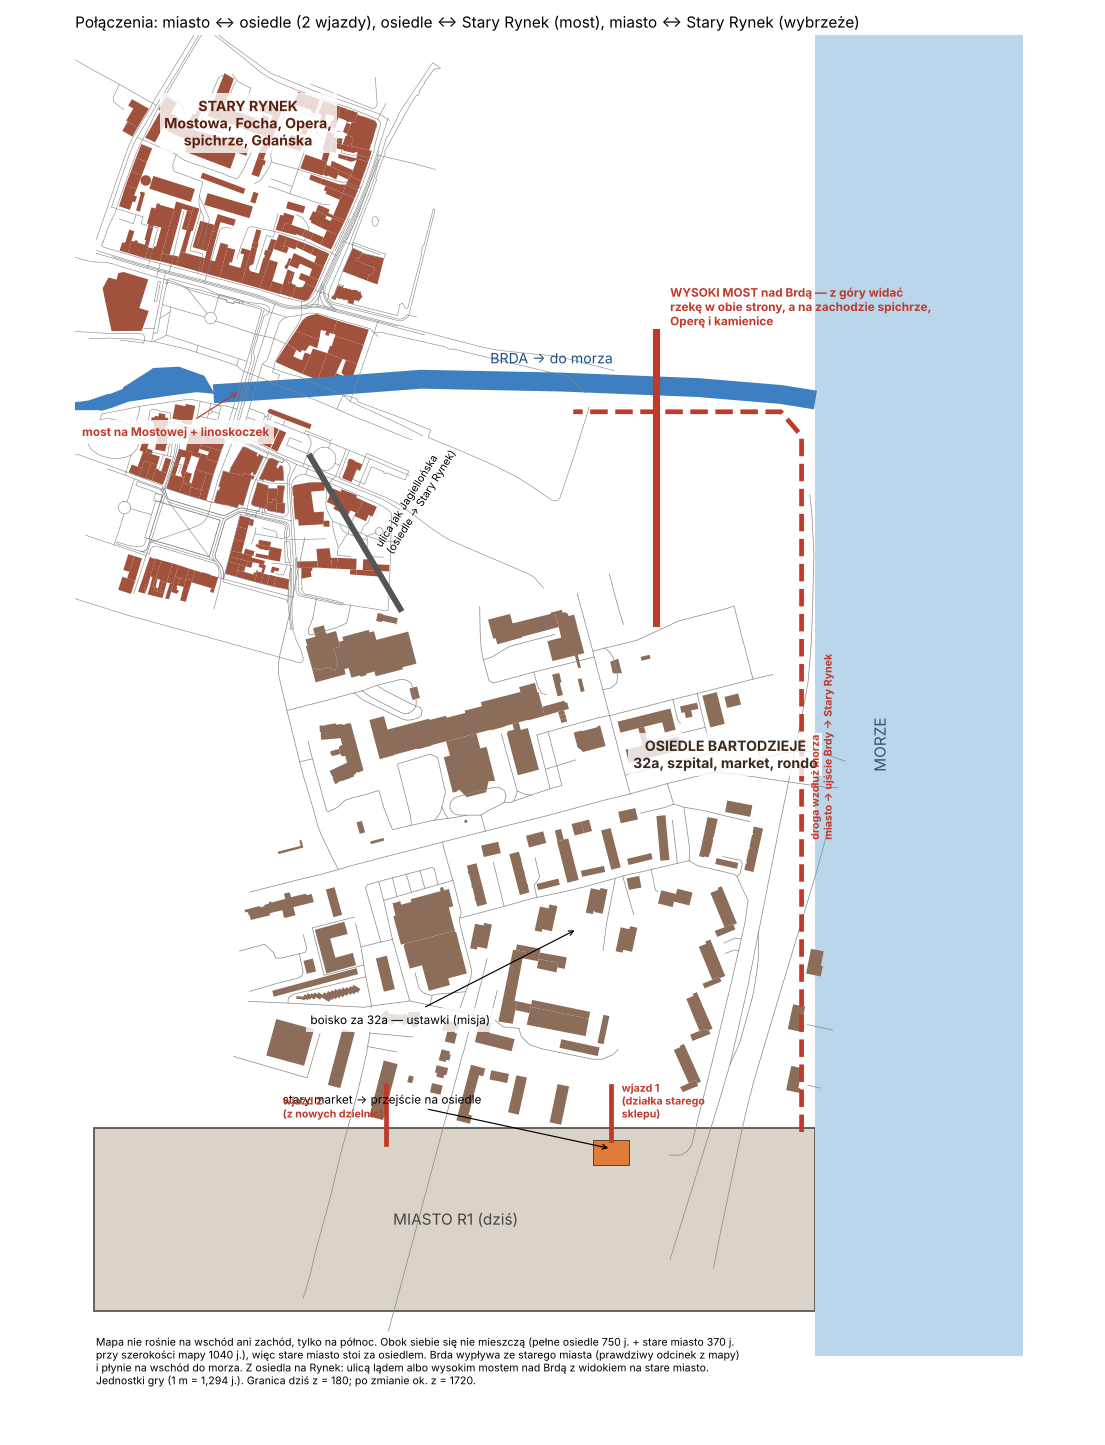 Połączenia: miasto ↔ osiedle (2 wjazdy), osiedle ↔ Stary Rynek (most), miasto ↔ Stary Rynek (wybrzeże)
STARY RYNEK
Mostowa, Focha, Opera,
spichrze, Gdańska
WYSOKI MOST nad Brdą — z góry widać
rzekę w obie strony, a na zachodzie spichrze,
Operę i kamienice
BRDA → do morza
most na Mostowej + linoskoczek
ulica jak Jagiellońska
(osiedle → Stary Rynek)
OSIEDLE BARTODZIEJE
32a, szpital, market, rondo
droga wzdłuż morza
miasto → ujście Brdy → Stary Rynek
MORZE
boisko za 32a — ustawki (misja)
wjazd 2
(z nowych dzielnic)
stary market → przejście na osiedle
wjazd 1
(działka starego
sklepu)
MIASTO R1 (dziś)
Mapa nie rośnie na wschód ani zachód, tylko na północ. Obok siebie się nie mieszczą (pełne osiedle 750 j. + stare miasto 370 j.
przy szerokości mapy 1040 j.), więc stare miasto stoi za osiedlem. Brda wypływa ze starego miasta (prawdziwy odcinek z mapy)
i płynie na wschód do morza. Z osiedla na Rynek: ulicą lądem albo wysokim mostem nad Brdą z widokiem na stare miasto.
Jednostki gry (1 m = 1,294 j.). Granica dziś z = 180; po zmianie ok. z = 1720.